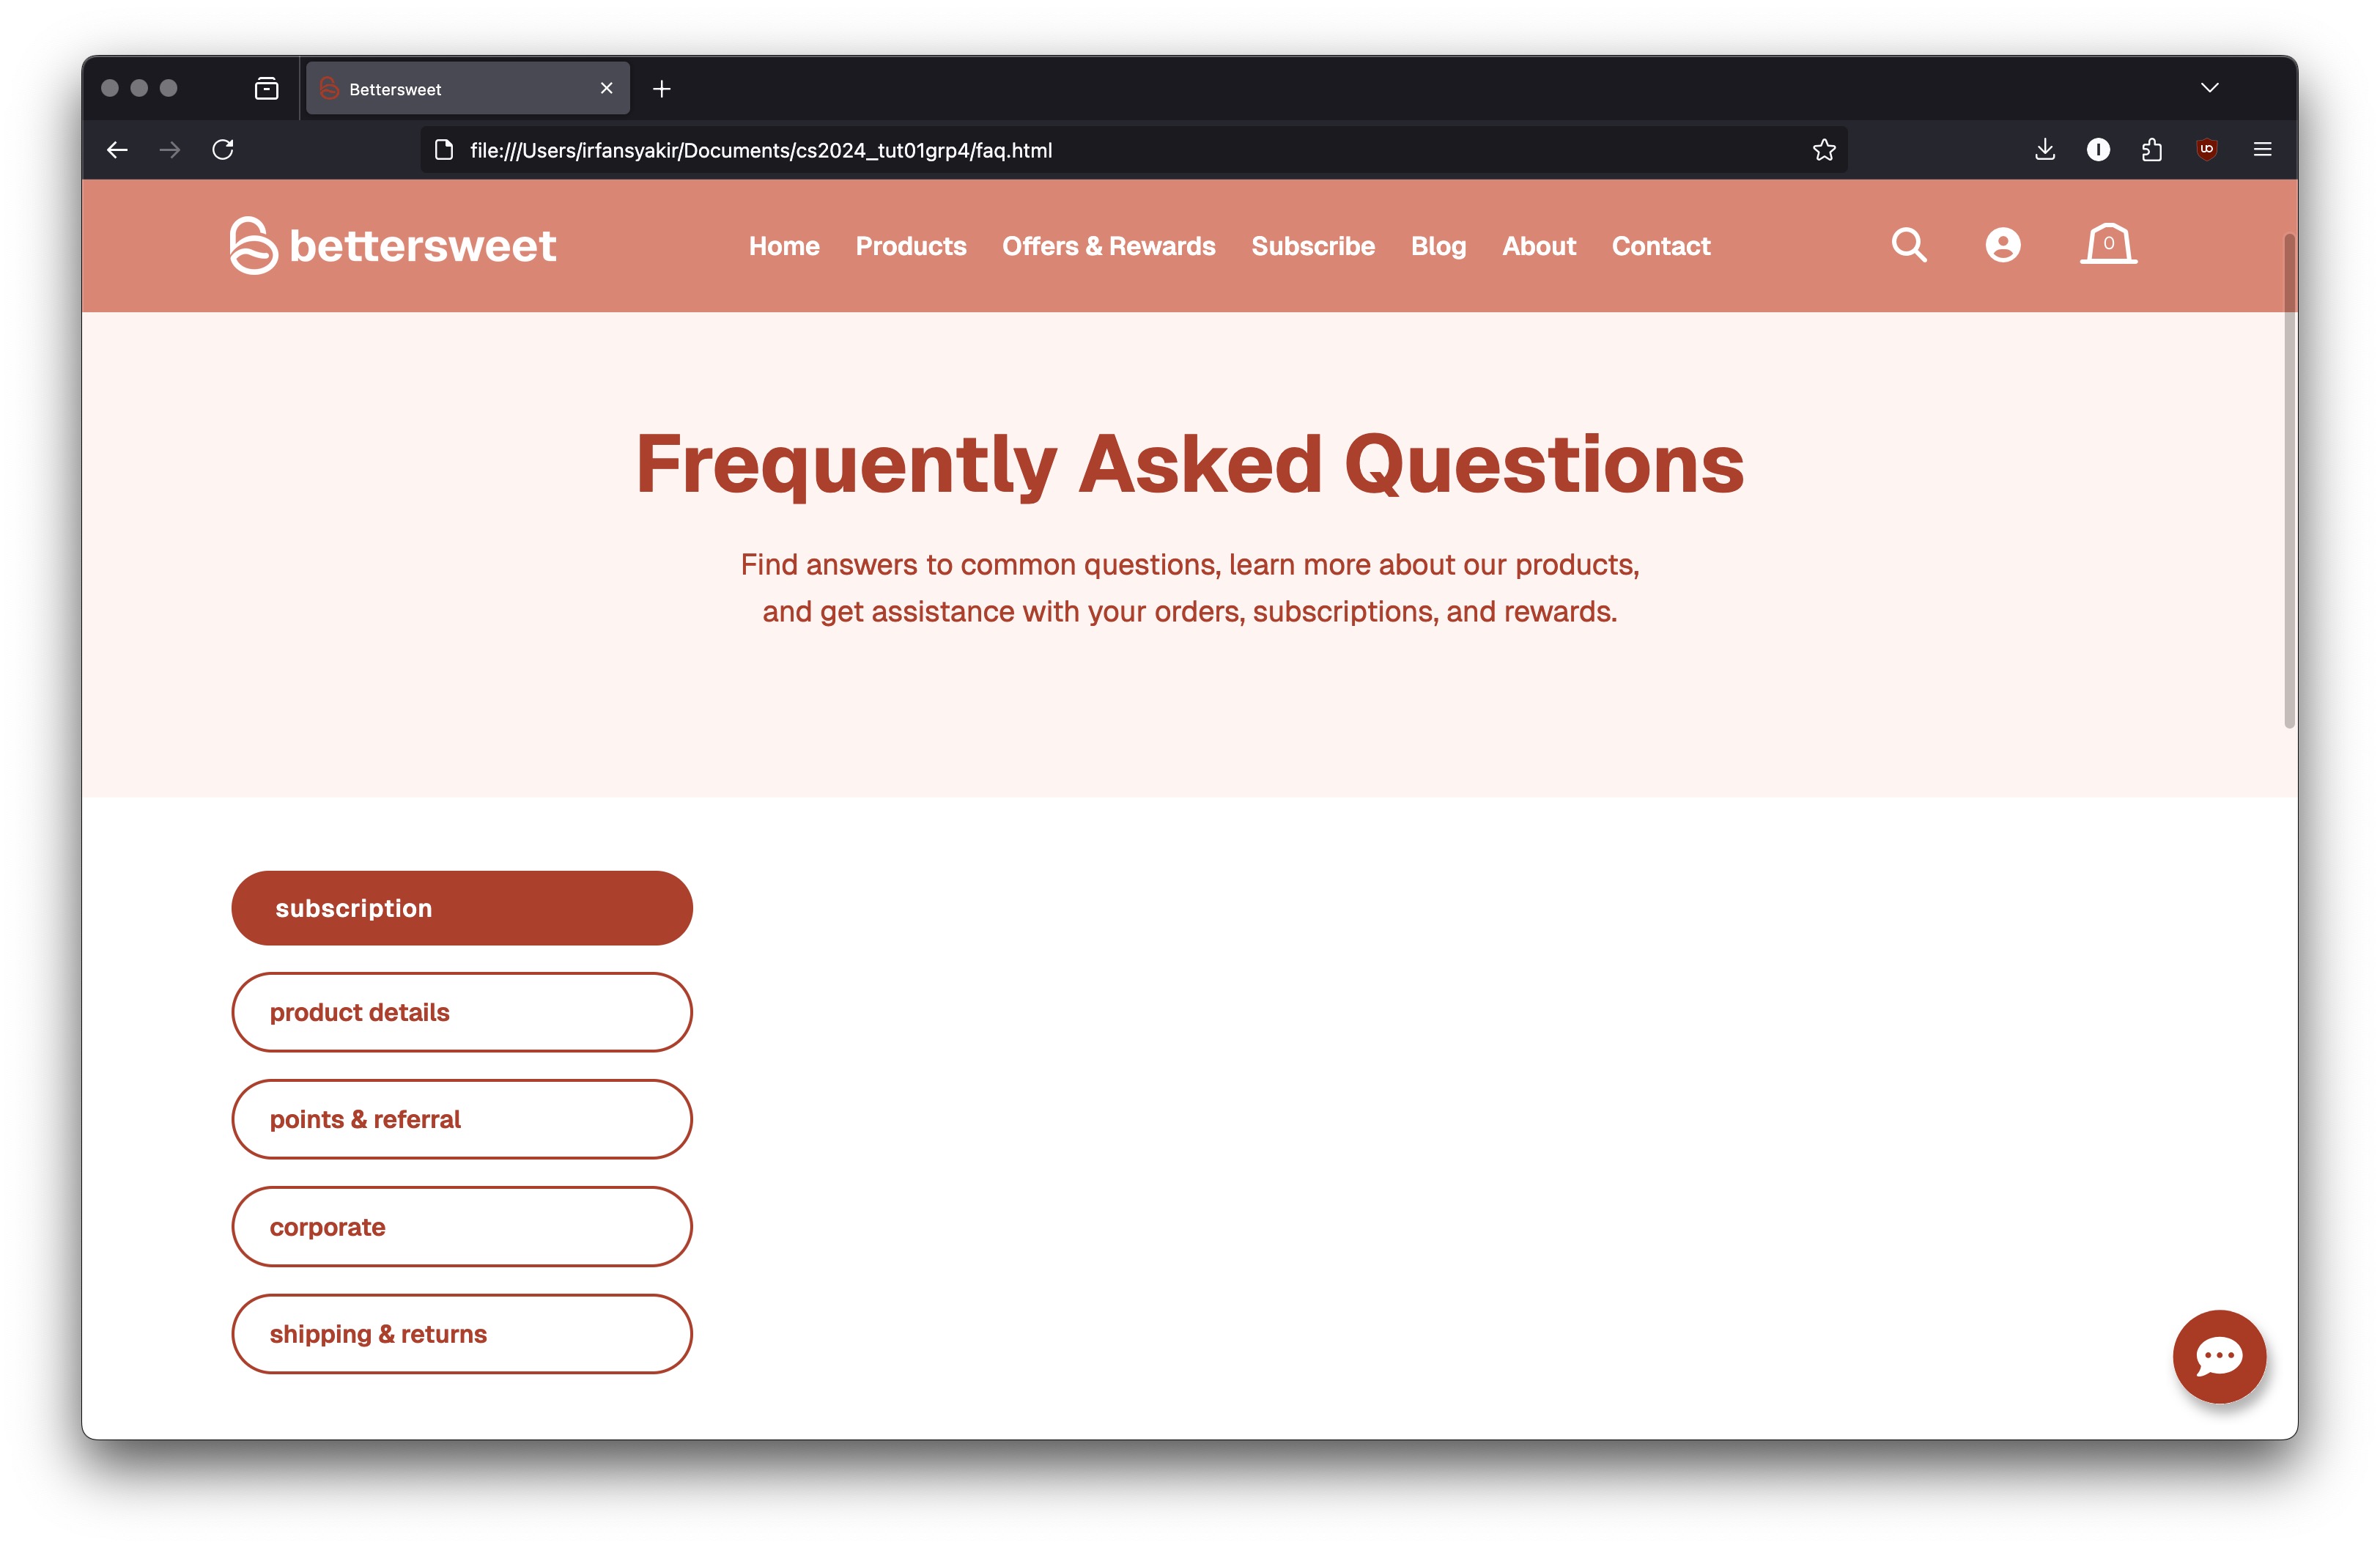 Bettersweet
file:///Users/irfansyakir/Documents/cs2024_tut01grp4/faq.html
bettersweet Home Products Offers & Rewards Subscribe Blog About Contact 0
Frequently Asked Questions
Find answers to common questions, learn more about our products,
and get assistance with your orders, subscriptions, and rewards.
subscription
product details
points & referral
corporate
shipping & returns